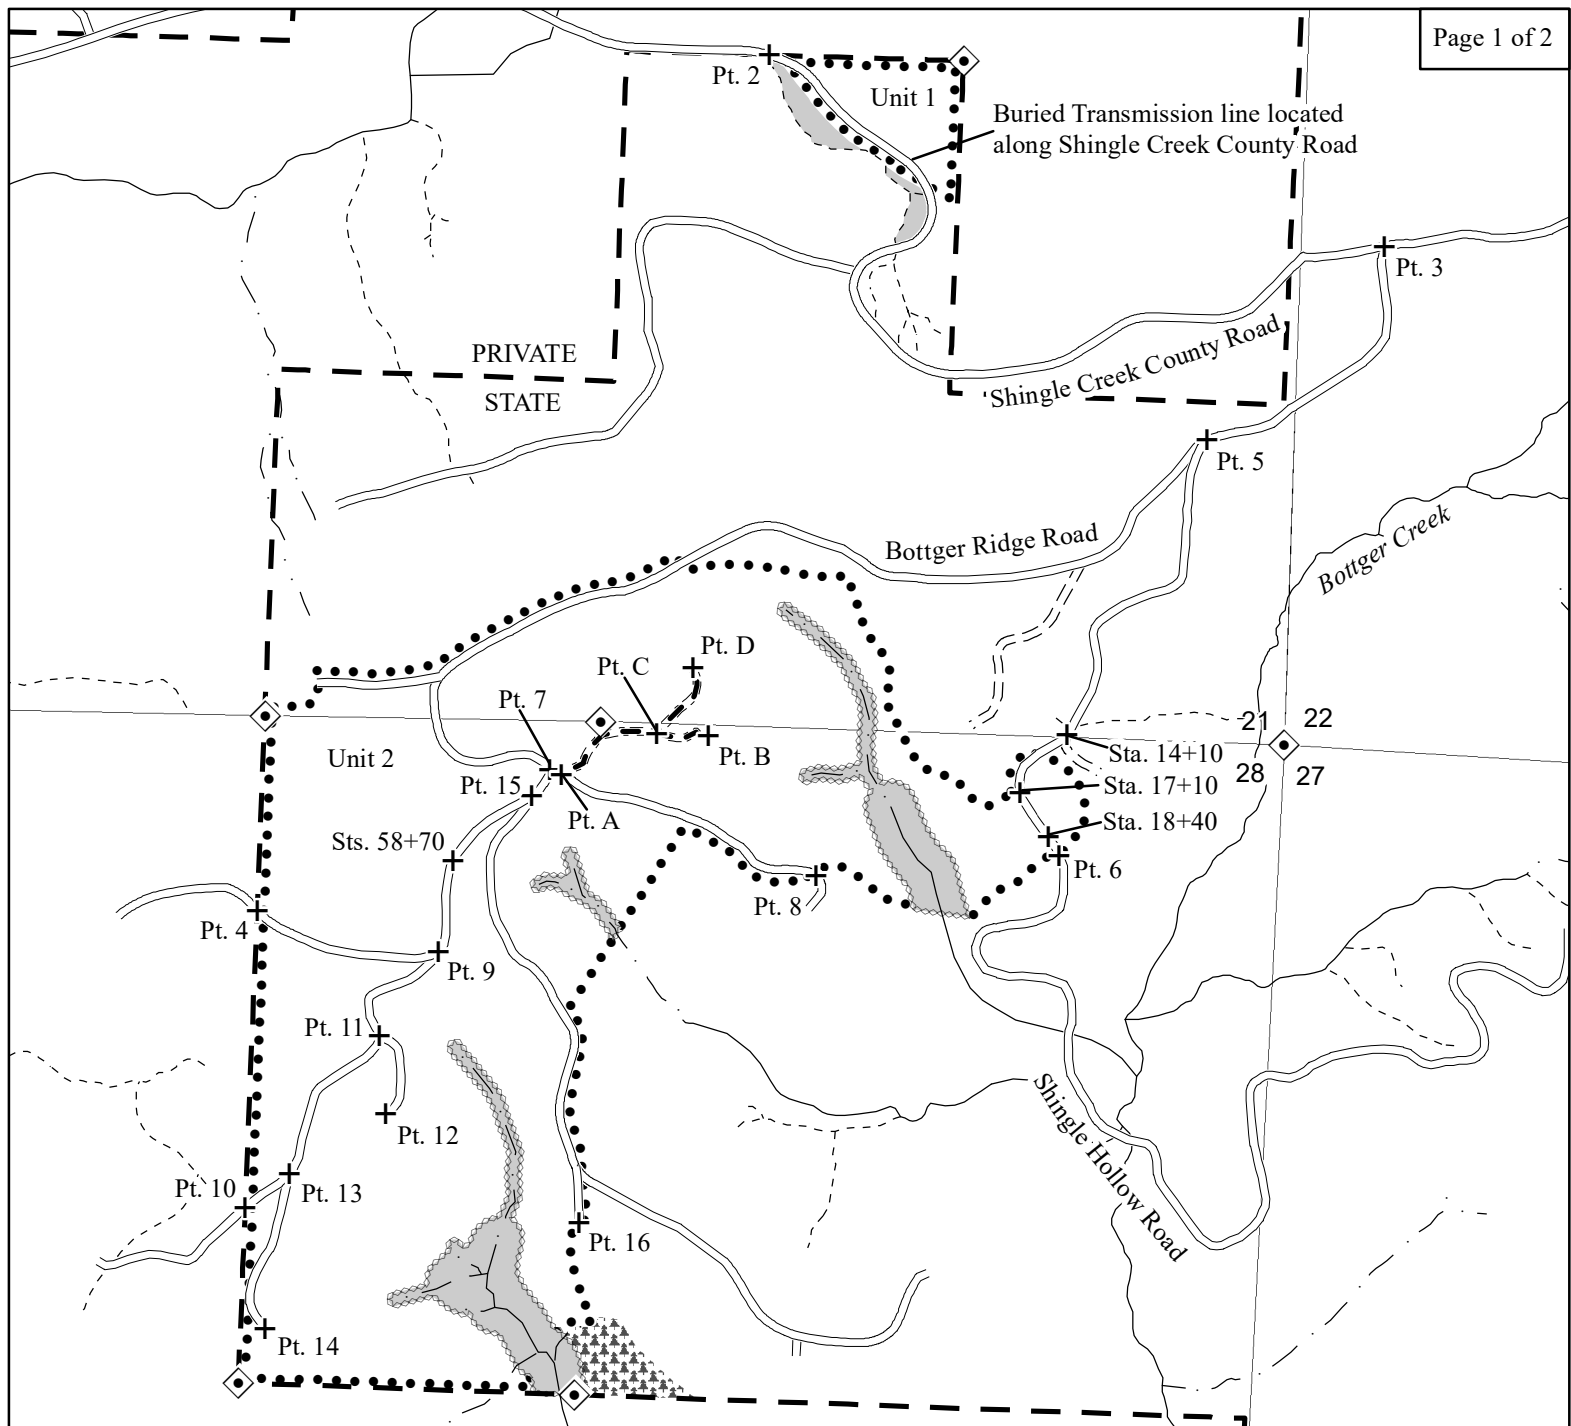 Page 1 of 2
Pt. 2
Unit 1
Buried Transmission line located
along Shingle Creek County Road
Pt. 3
PRIVATE
STATE
Shingle Creek County Road
Pt. 5
Bottger Ridge Road
Bottger Creek
Pt. D
Pt. C
Pt. 7
21 22
Unit 2
Pt. B
Sta. 14+10
28 27
Pt. 15
Sta. 17+10
Pt. A
Sta. 18+40
Sts. 58+70
Pt. 6
Pt. 8
Pt. 4
Pt. 9
Pt. 11
Shingle Hollow Road
Pt. 12
Pt. 10
Pt. 13
Pt. 16
Pt. 14